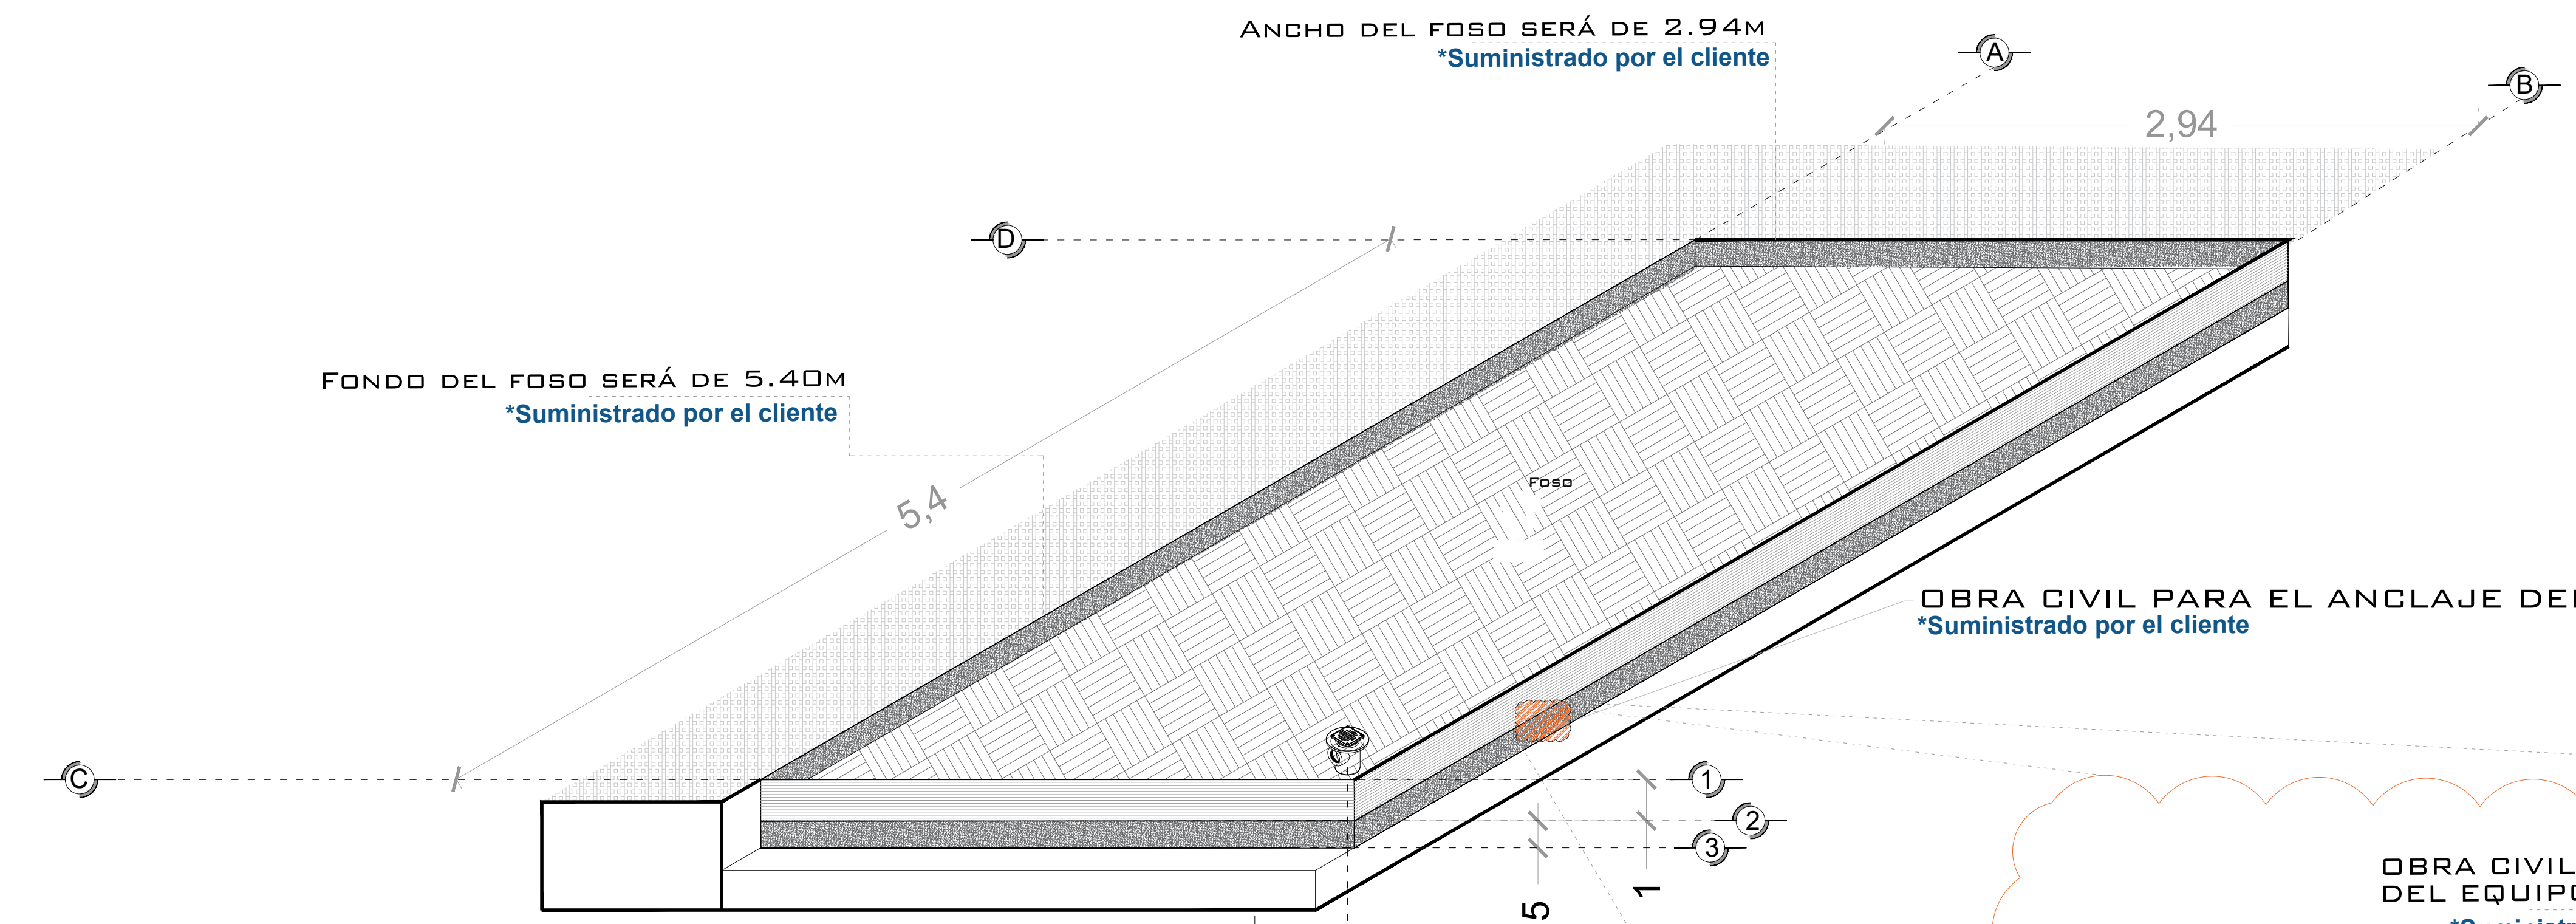 ANCHO DEL FOSO SERÁ DE 2.94M
*Suministrado por el cliente
A
B
2,94
D
FONDO DEL FOSO SERÁ DE 5.40M
*Suministrado por el cliente
5,4
FOSO
OBRA CIVIL PARA EL ANCLAJE
*Suministrado por el cliente
C
1
2
3
5
1
OBRA CIVIL
DEL